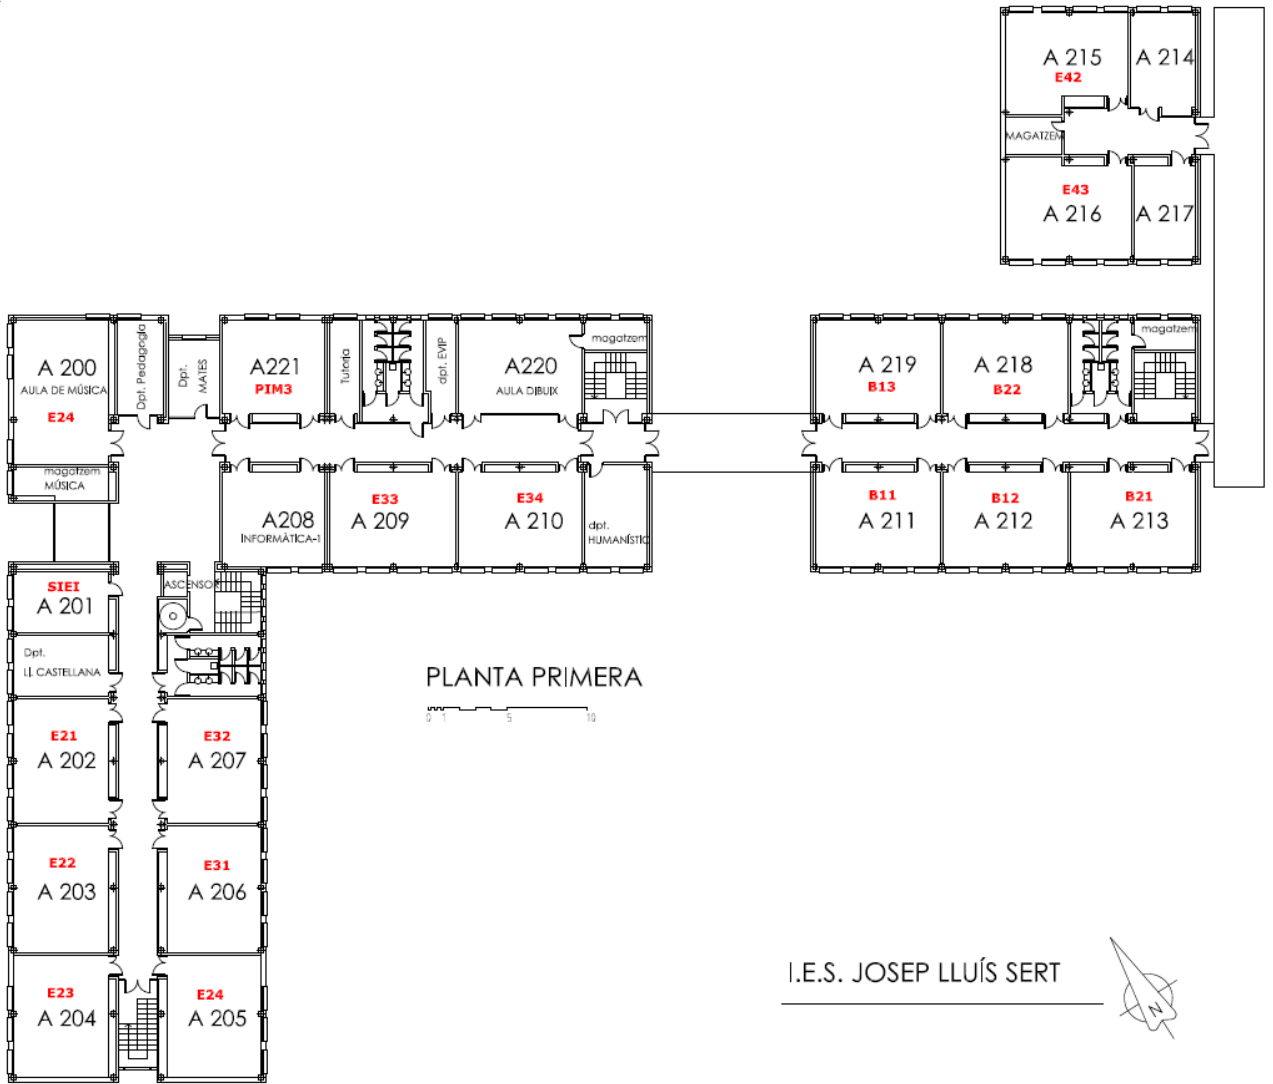 A 215
E42
A 214
MAGATZEM
E43
A 216
A 217
A 200
AULA DE MÚSICA
E24
magatzem
MÚSICA
Dpt. Pedagogía
Dpt.
MATES
A221
PIM3
Tutoria
dpt. EVIP
A220
AULA DIBUIX
magatzem
A 219
B13
A 218
B22
magatzem
A208
INFORMÀTICA-1
E33
A 209
E34
A 210
dpt.
HUMANÍSTIC
B11
A 211
B12
A 212
B21
A 213
SIEI
A 201
ASCENSOR
Dpt.
Ll. CASTELLANA
E21
A 202
E32
A 207
E22
A 203
E31
A 206
E23
A 204
E24
A 205
PLANTA PRIMERA
0 1 5 10
I.E.S. JOSEP LLUÍS SERT
N